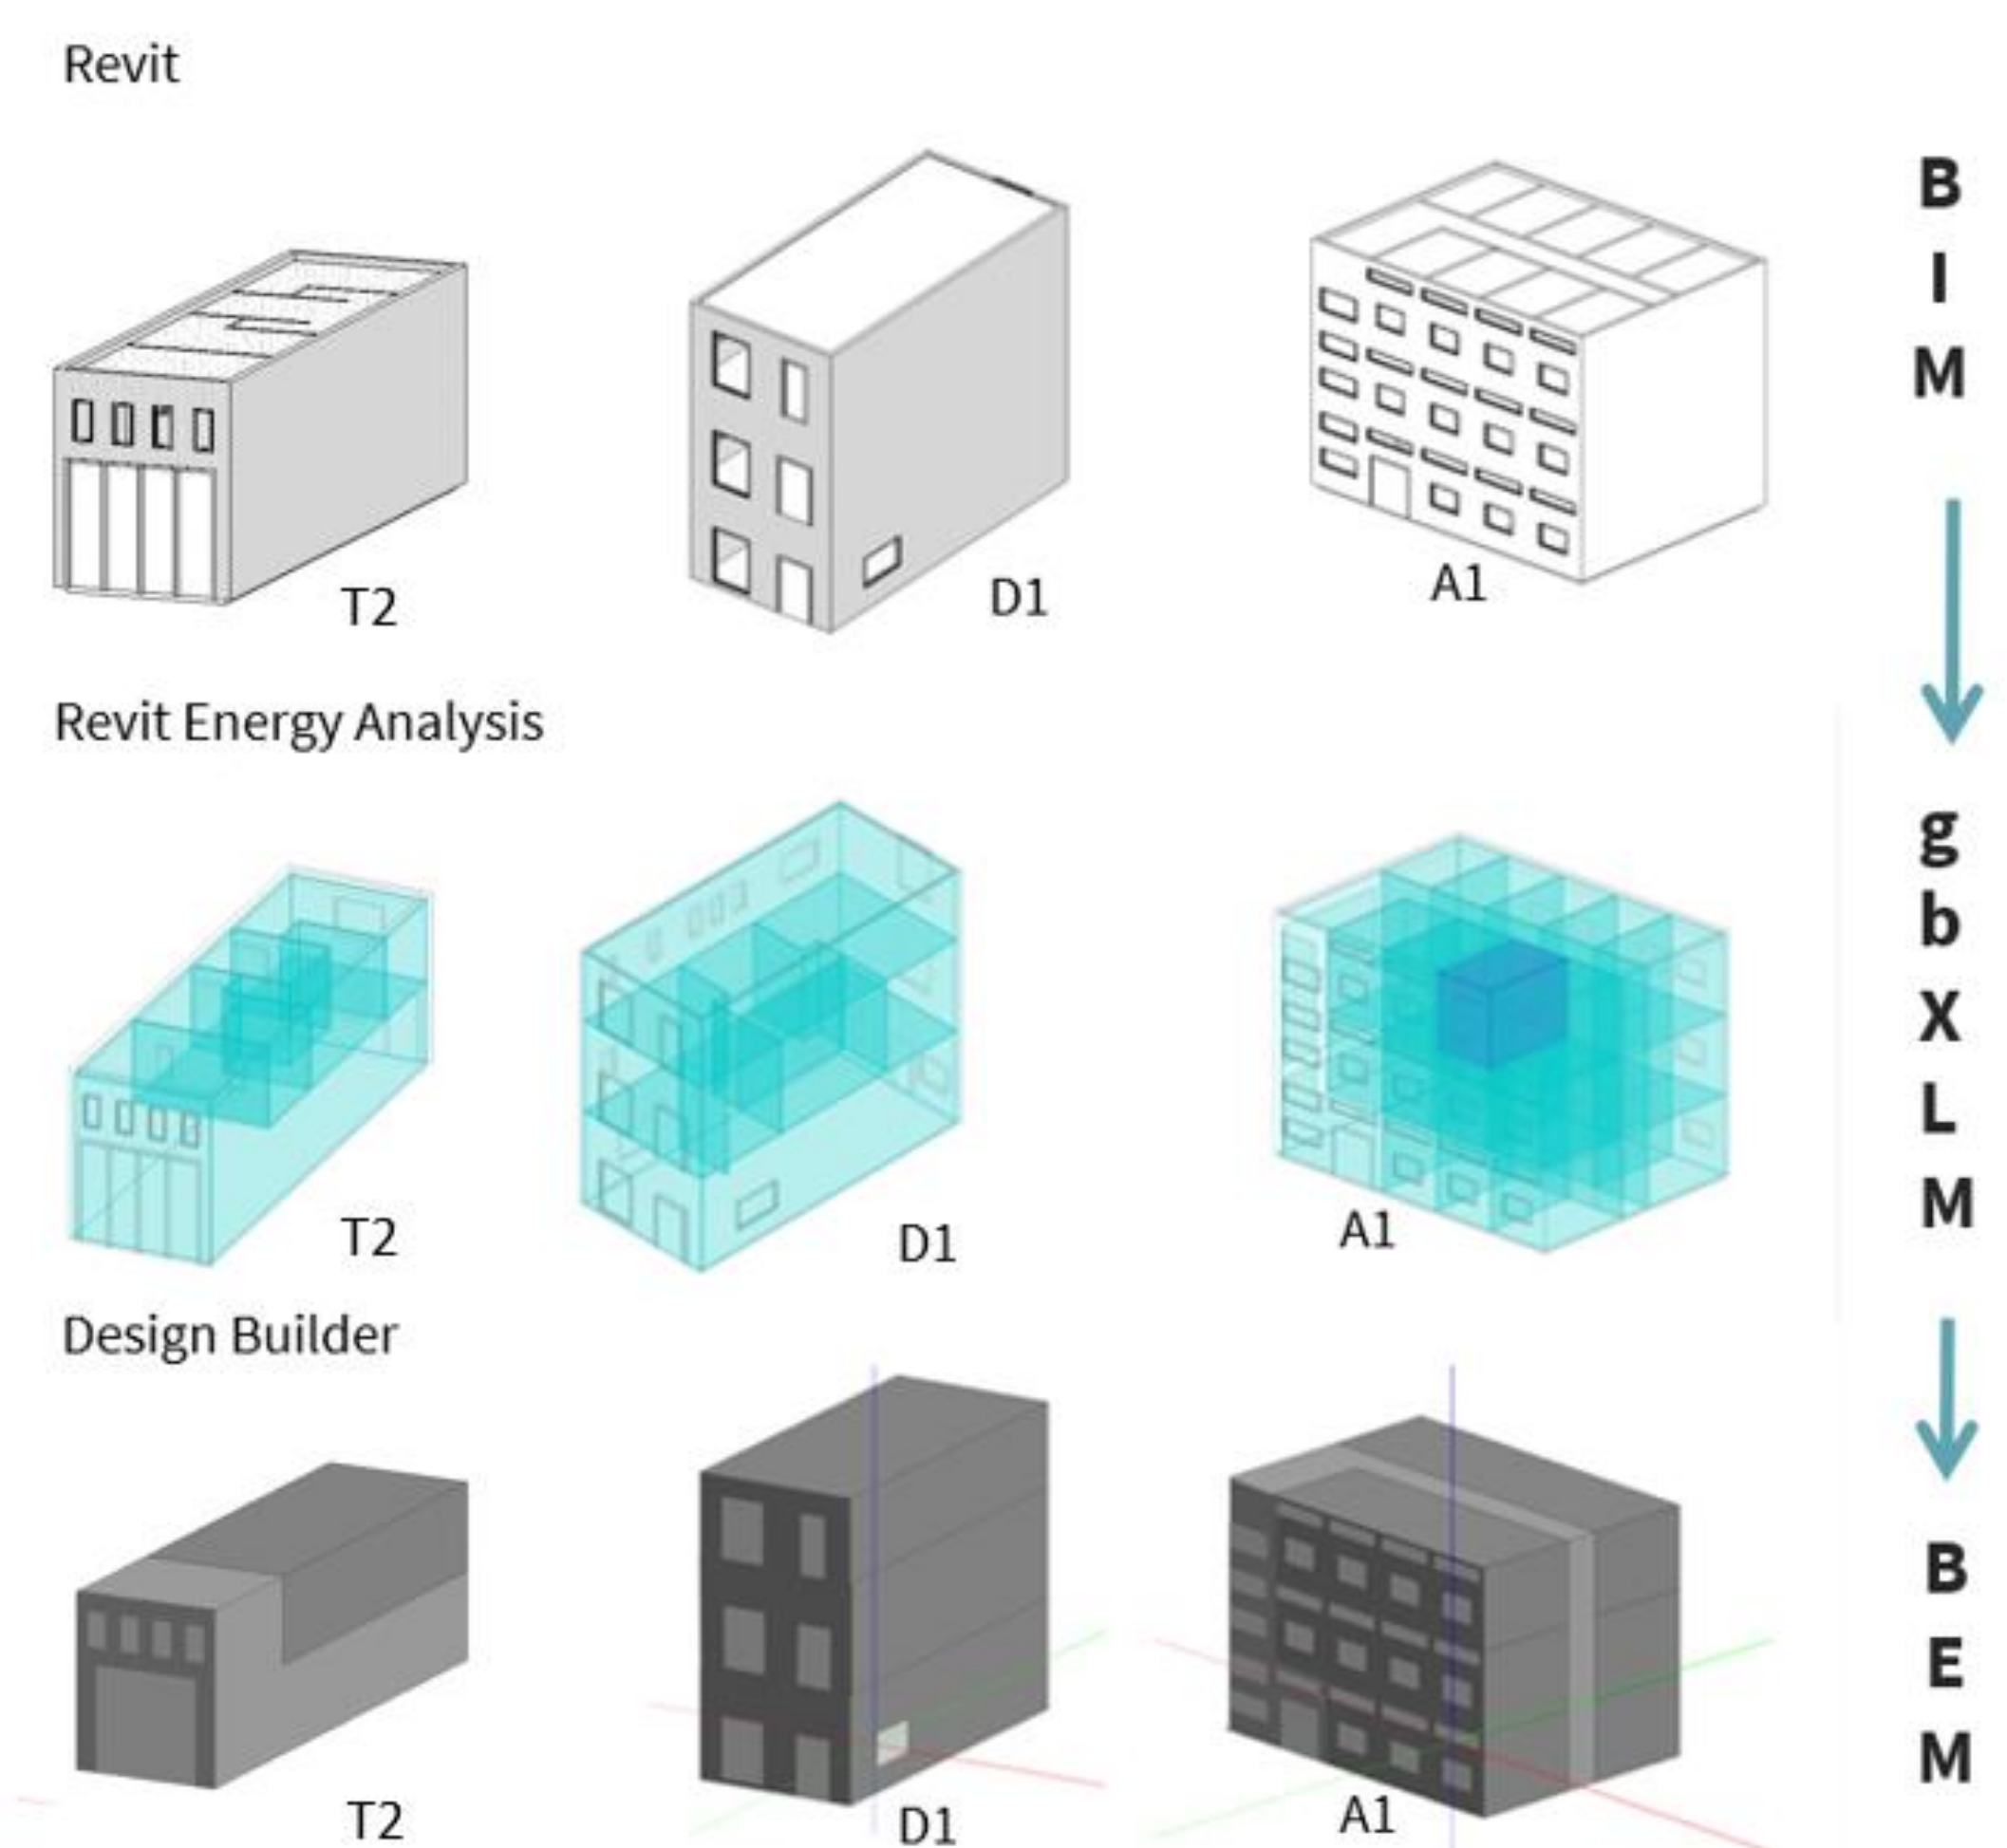 Revit
T2
D1
A1
Revit Energy Analysis
T2
D1
A1
Design Builder
T2
D1
A1
B
I
M
g
b
X
L
M
B
E
M